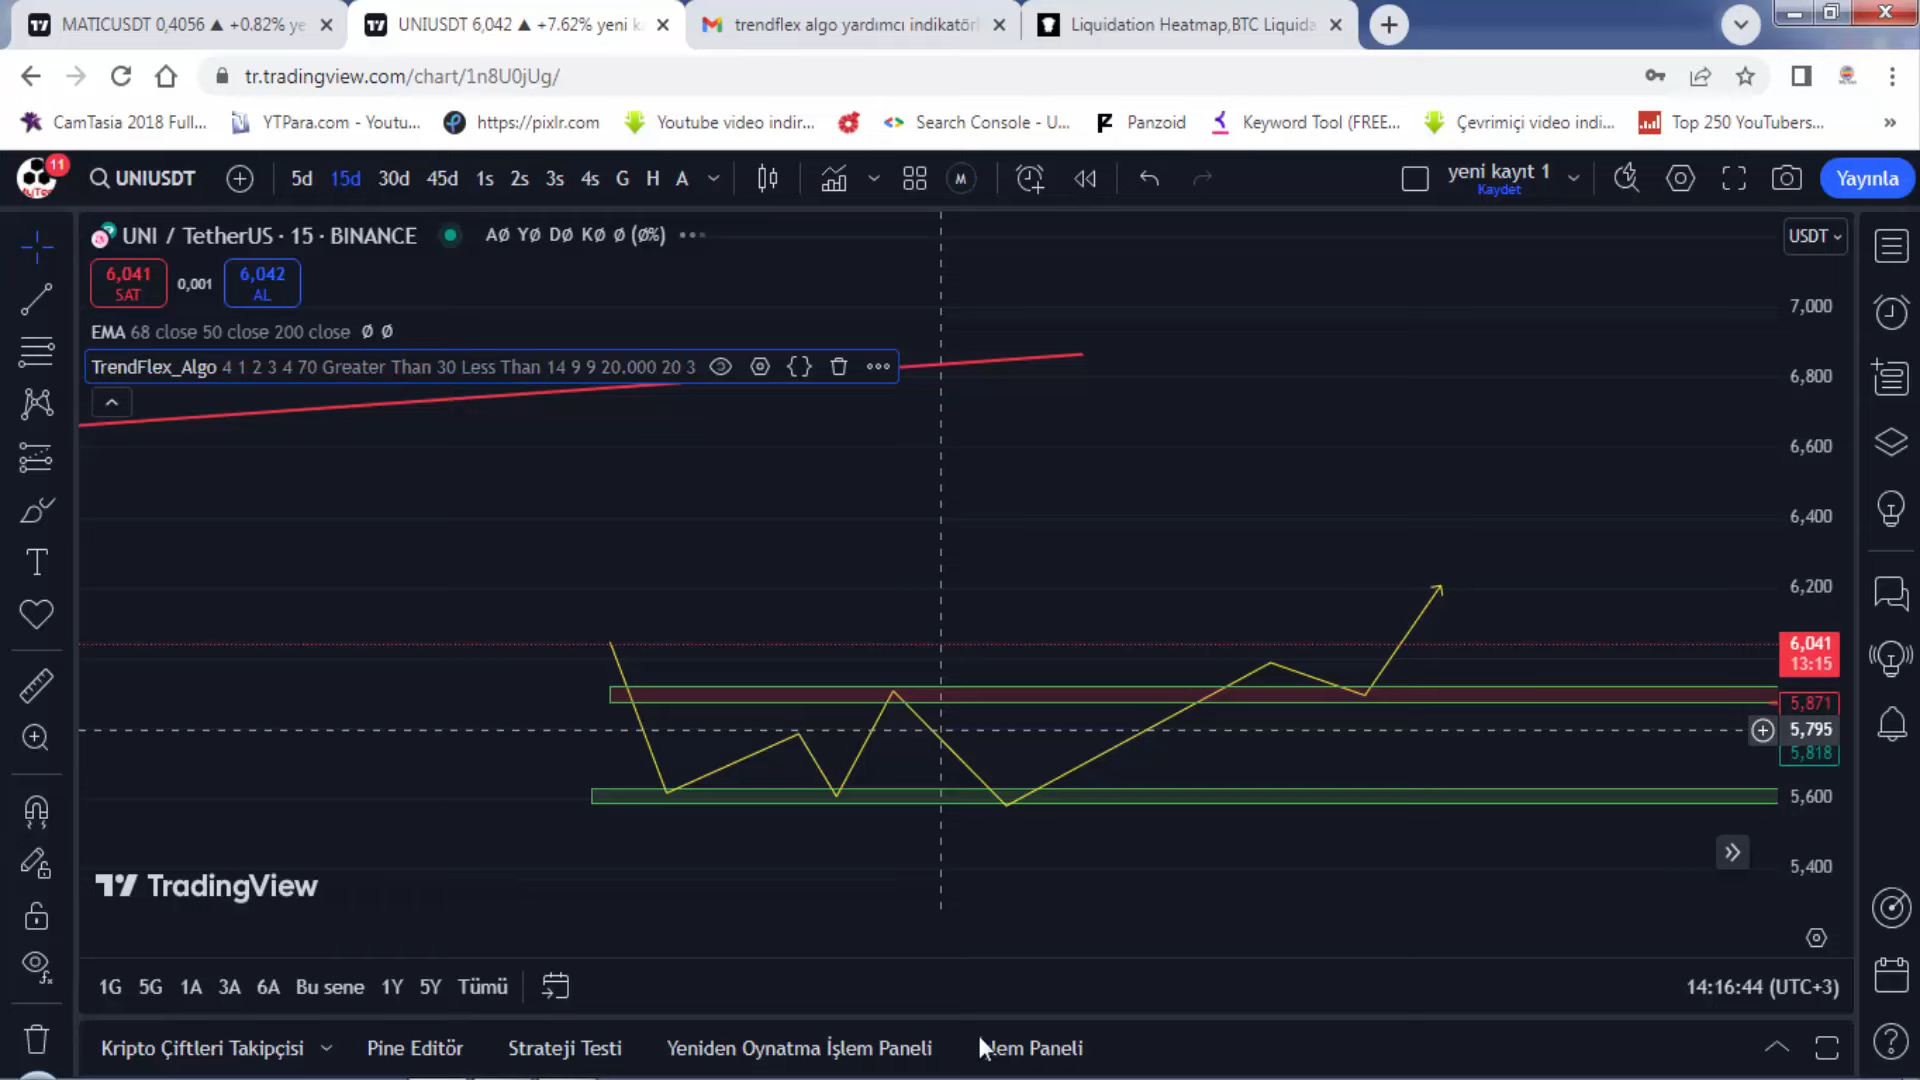 MATICUSDT 0,4056 ▲ +0.82% ye
UNIUSDT 6,042 ▲ +7.62% yeni k
trendflex algo yardımcı indikatörl
Liquidation Heatmap,BTC Liquida
tr.tradingview.com/chart/1n8U0jUg/
CamTasia 2018 Full...
YTPara.com - Youtu...
https://pixlr.com
Youtube video indir...
Search Console - U...
Panzoid
Keyword Tool (FREE...
Çevrimiçi video indi...
Top 250 YouTubers...
»
11
UNIUSDT
5d 15d 30d 45d 1s 2s 3s 4s G H A
M
yeni kayıt 1
Kaydet
Yayınla
UNI / TetherUS · 15 · BINANCE
AØ YØ DØ KØ Ø (Ø%)
USDT
6,041
SAT
0,001
6,042
AL
EMA 68 close 50 close 200 close Ø Ø
TrendFlex_Algo 4 1 2 3 4 70 Greater Than 30 Less Than 14 9 9 20.000 20 3
7,000
6,800
6,600
6,400
6,200
6,041
13:15
5,871
5,795
5,818
5,600
5,400
TradingView
1G 5G 1A 3A 6A Bu sene 1Y 5Y Tümü
14:16:44 (UTC+3)
Kripto Çiftleri Takipçisi
Pine Editör
Strateji Testi
Yeniden Oynatma İşlem Paneli
Paneli